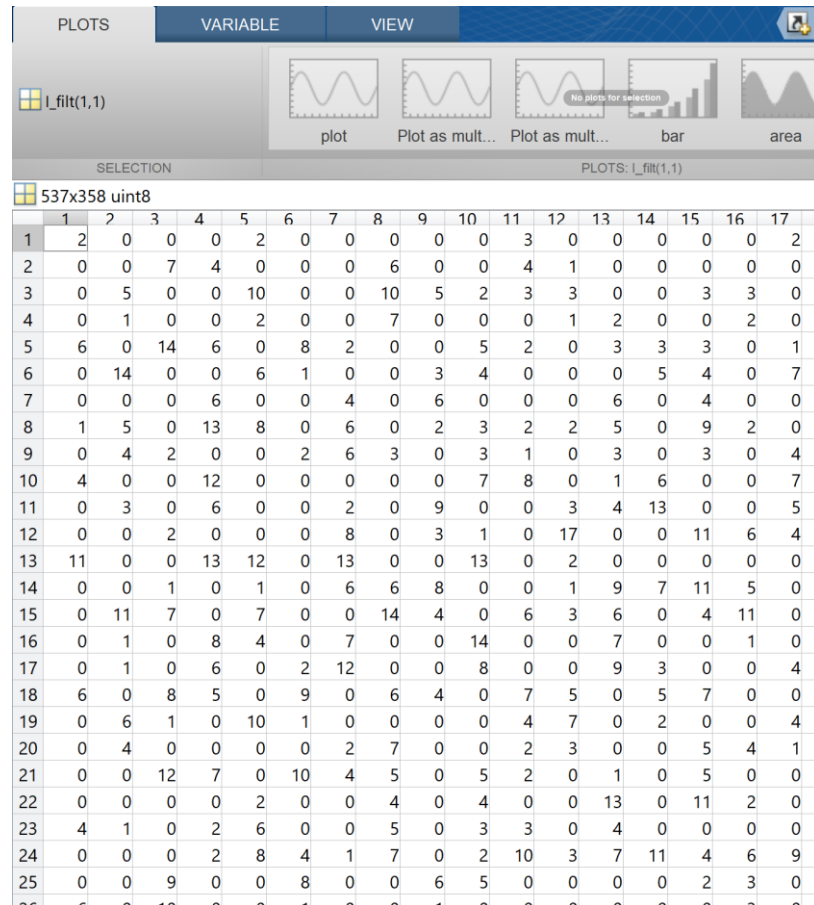 PLOTS VARIABLE VIEW
I_filt(1,1)
No plots for selection
plot Plot as mult... Plot as mult... bar area
SELECTION PLOTS: I_filt(1,1)
537x358 uint8
1 2 3 4 5 6 7 8 9 10 11 12 13 14 15 16 17
1 2 0 0 0 2 0 0 0 0 0 3 0 0 0 0 0 2
2 0 0 7 4 0 0 0 6 0 0 4 1 0 0 0 0 0
3 0 5 0 0 10 0 0 10 5 2 3 3 0 0 3 3 0
4 0 1 0 0 2 0 0 7 0 0 0 1 2 0 0 2 0
5 6 0 14 6 0 8 2 0 0 5 2 0 3 3 3 0 1
6 0 14 0 0 6 1 0 0 3 4 0 0 0 5 4 0 7
7 0 0 0 6 0 0 4 0 6 0 0 0 6 0 4 0 0
8 1 5 0 13 8 0 6 0 2 3 2 2 5 0 9 2 0
9 0 4 2 0 0 2 6 3 0 3 1 0 3 0 3 0 4
10 4 0 0 12 0 0 0 0 0 7 8 0 1 6 0 0 7
11 0 3 0 6 0 0 2 0 9 0 0 3 4 13 0 0 5
12 0 0 2 0 0 0 8 0 3 1 0 17 0 0 11 6 4
13 11 0 0 13 12 0 13 0 0 13 0 2 0 0 0 0 0
14 0 0 1 0 1 0 6 6 8 0 0 1 9 7 11 5 0
15 0 11 7 0 7 0 0 14 4 0 6 3 6 0 4 11 0
16 0 1 0 8 4 0 7 0 0 14 0 0 7 0 0 1 0
17 0 1 0 6 0 2 12 0 0 8 0 0 9 3 0 0 4
18 6 0 8 5 0 9 0 6 4 0 7 5 0 5 7 0 0
19 0 6 1 0 10 1 0 0 0 0 4 7 0 2 0 0 4
20 0 4 0 0 0 0 2 7 0 0 2 3 0 0 5 4 1
21 0 0 12 7 0 10 4 5 0 5 2 0 1 0 5 0 0
22 0 0 0 0 2 0 0 4 0 4 0 0 13 0 11 2 0
23 4 1 0 2 6 0 0 5 0 3 3 0 4 0 0 0 0
24 0 0 0 2 8 4 1 7 0 2 10 3 7 11 4 6 9
25 0 0 9 0 0 8 0 0 6 5 0 0 0 0 2 3 0